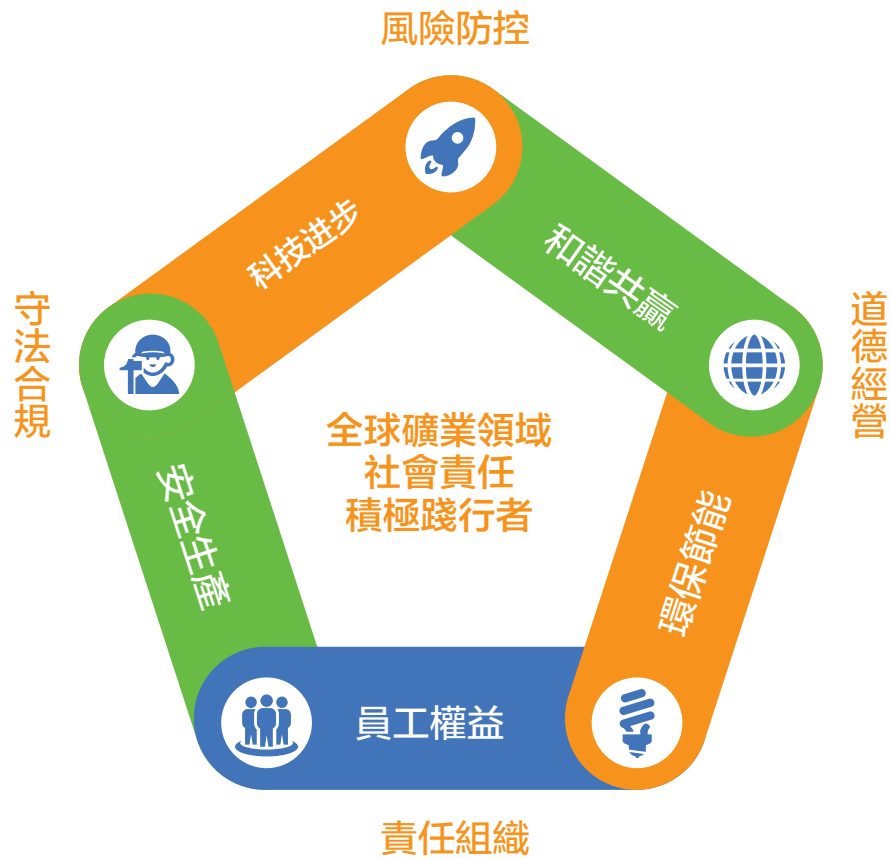 風險防控
科技进步
和諧共贏
守法合規
道德經營
全球礦業領域
社會責任
積極踐行者
安全生産
環保節能
員工權益
責任組織